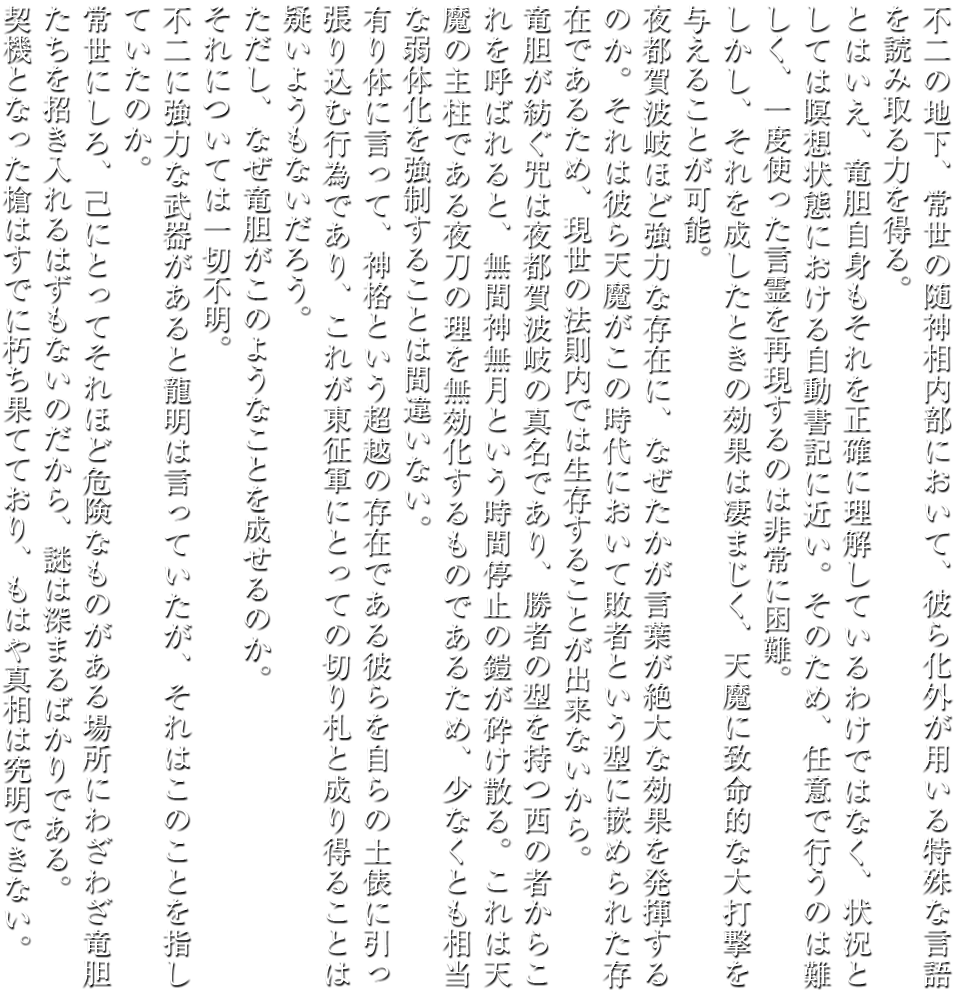 不二の地下、常世の随神相内部において、彼ら化外が用いる特殊な言語
を読み取る力を得る。
とはいえ、竜胆自身もそれを正確に理解しているわけではなく、状況と
しては瞑想状態における自動書記に近い。そのため、任意で行うのは難
しく、一度使った言霊を再現するのは非常に困難。
しかし、それを成したときの効果は凄まじく、天魔に致命的な大打撃を
与えることが可能。
夜都賀波岐ほど強力な存在に、なぜたかが言葉が絶大な効果を発揮する
のか。それは彼ら天魔がこの時代において敗者という型に嵌められた存
在であるため、現世の法則内では生存することが出来ないから。
竜胆が紡ぐ咒は夜都賀波岐の真名であり、勝者の型を持つ西の者からこ
れを呼ばれると、無間神無月という時間停止の鎧が砕け散る。これは天
魔の主柱である夜刀の理を無効化するものであるため、少なくとも相当
な弱体化を強制することは間違いない。
有り体に言って、神格という超越の存在である彼らを自らの土俵に引っ
張り込む行為であり、これが東征軍にとっての切り札と成り得ることは
疑いようもないだろう。
ただし、なぜ竜胆がこのようなことを成せるのか。
それについては一切不明。
不二に強力な武器があると龍明は言っていたが、それはこのことを指し
ていたのか。
常世にしろ、己にとってそれほど危険なものがある場所にわざわざ竜胆
たちを招き入れるはずもないのだから、謎は深まるばかりである。
契機となった槍はすでに朽ち果てており、もはや真相は究明できない。